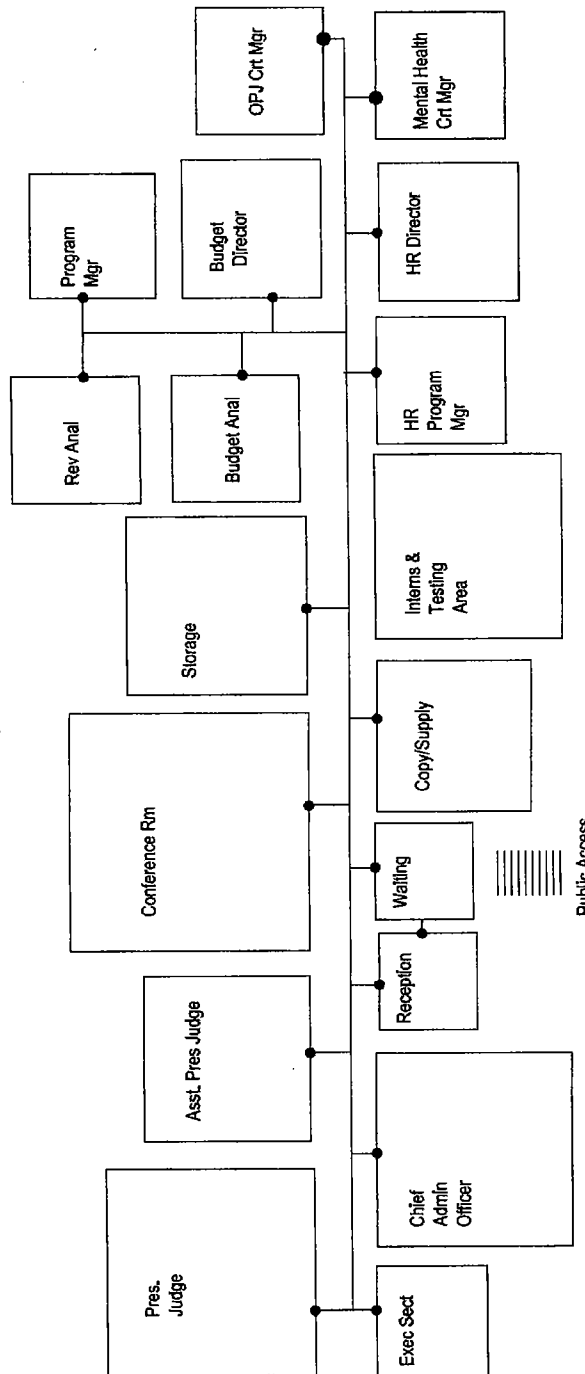 Pres.
Judge
Asst. Pres Judge
Conference Rm
Storage
Rev Anal
Budget Anal
Program
Mgr
Budget
Director
OPJ Crt Mgr
Exec Sect
Chief
Admin
Officer
Reception
Waiting
Copy/Supply
Interns &
Testing
Area
HR
Program
Mgr
HR Director
Mental Health
Crt Mgr
Public Access